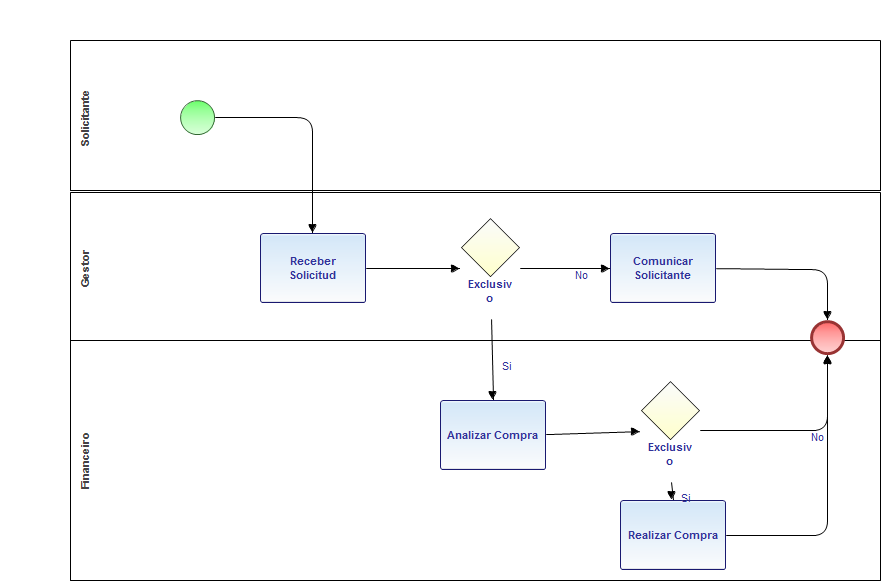 Solicitante
Gestor
Receber
Solicitud
Exclusiv
o
No
Comunicar
Solicitante
Si
Financeiro
Analizar Compra
Exclusiv
o
No
Si
Realizar Compra